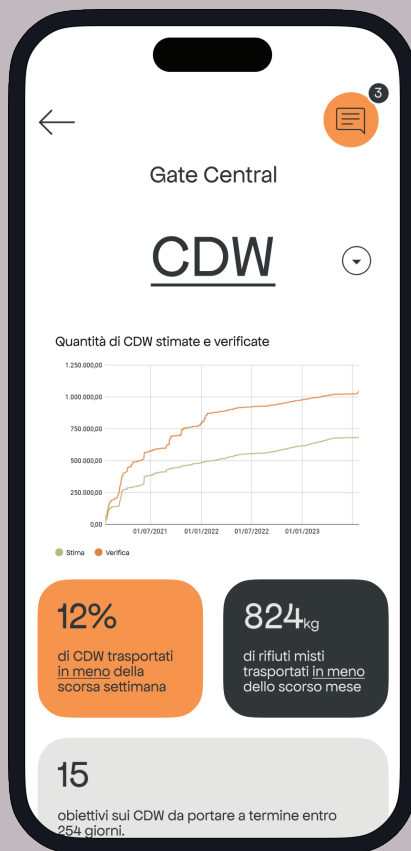 3
Gate Central
CDW
Quantità di CDW stimate e verificate
1.250.000,00
1.000.000,00
750.000,00
500.000,00
250.000,00
0,00
01/07/2021 01/01/2022 01/07/2022 01/01/2023
Stima Verifica
12%
di CDW trasportati
in meno della
scorsa settimana
824kg
di rifiuti misti
trasportati in meno
dello scorso mese
15
obiettivi sui CDW da portare a termine entro
254 giorni.